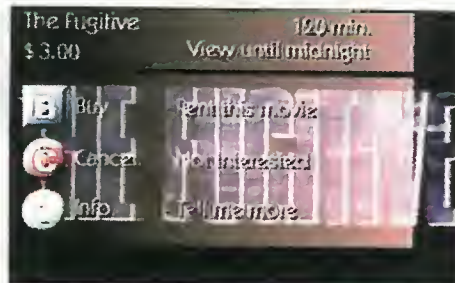 The Fugitive 120 min.
$3.00 View until midnight
B Buy Rent this movie
C Cancel Not interested
Info Tell me more